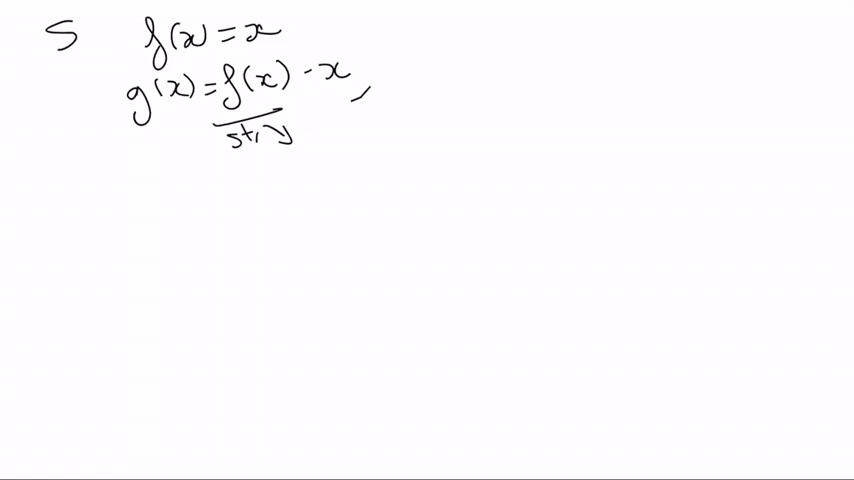 5 f(x) = x
g(x) = f(x) - x